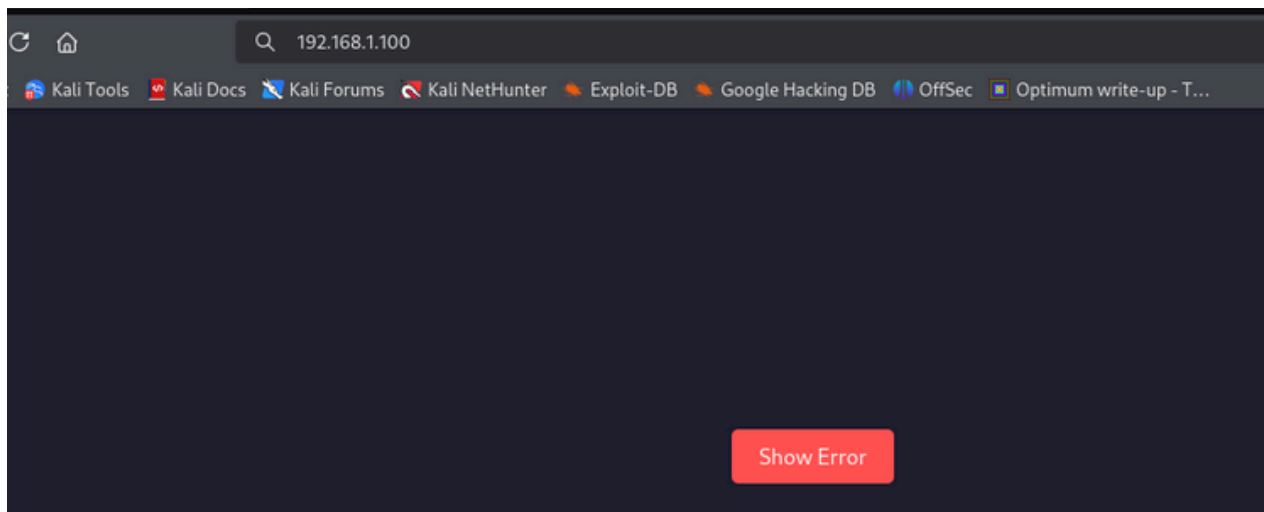 192.168.1.100
Kali Tools Kali Docs Kali Forums Kali NetHunter Exploit-DB Google Hacking DB OffSec Optimum write-up - T...
Show Error